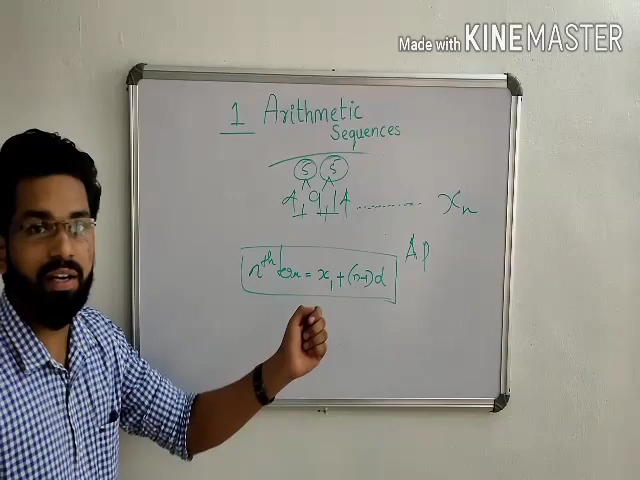 Made with KINEMASTER
1 Arithmetic
Sequences
5 5
4, 9, 14 ............... xₙ
AP
nᵗʰ term = x₁ + (n-1)d